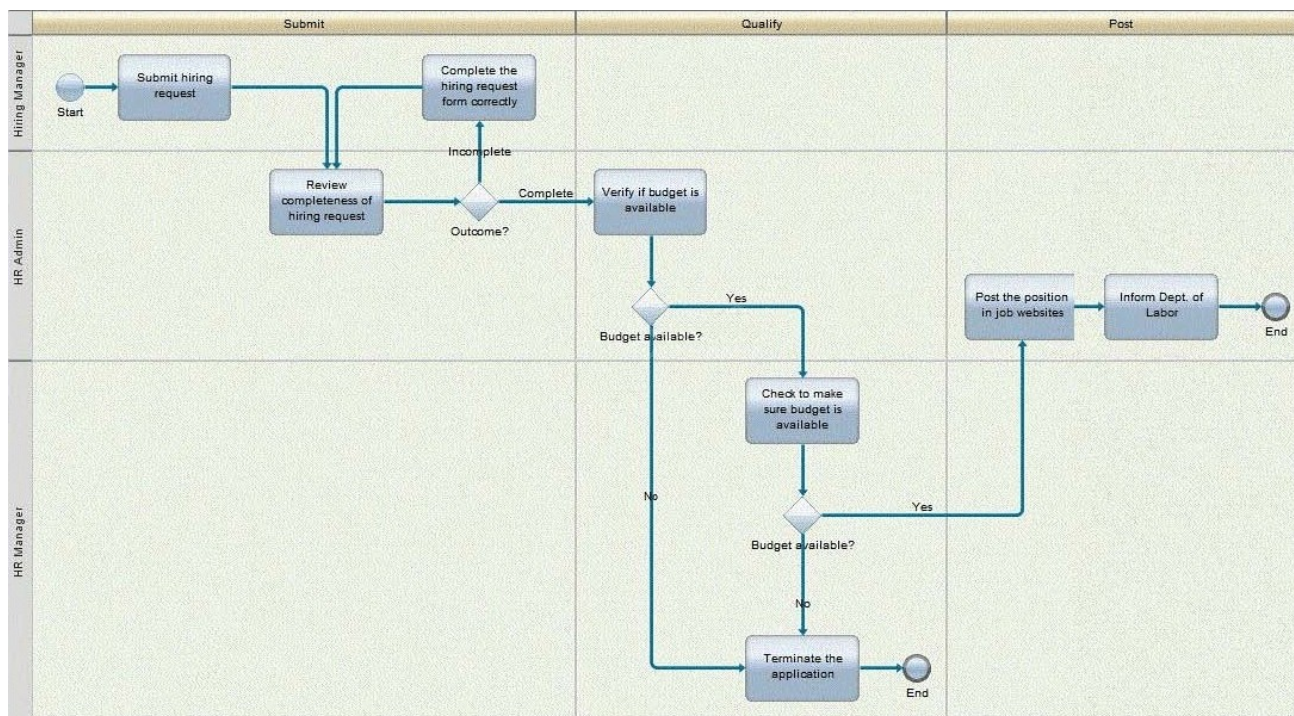 Submit
Qualify
Post
Hiring Manager
Start
Submit hiring
request
Complete the
hiring request
form correctly
Incomplete
HR Admin
Review
completeness of
hiring request
Outcome?
Complete
Verify if budget is
available
Budget available?
Yes
Post the position
in job websites
Inform Dept. of
Labor
End
HR Manager
Check to make
sure budget is
available
No
Budget available?
Yes
No
Terminate the
application
End